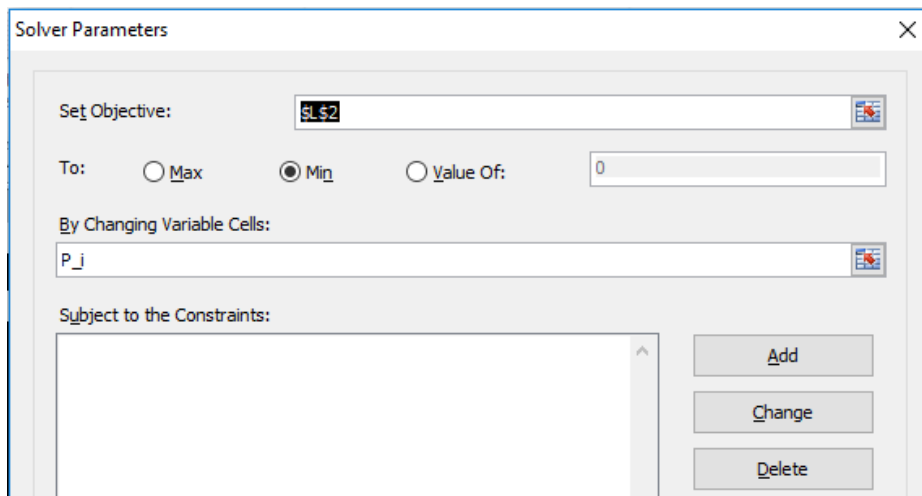 Solver Parameters
Set Objective: $L$2
To: Max Min Value Of: 0
By Changing Variable Cells:
P_i
Subject to the Constraints:
Add
Change
Delete